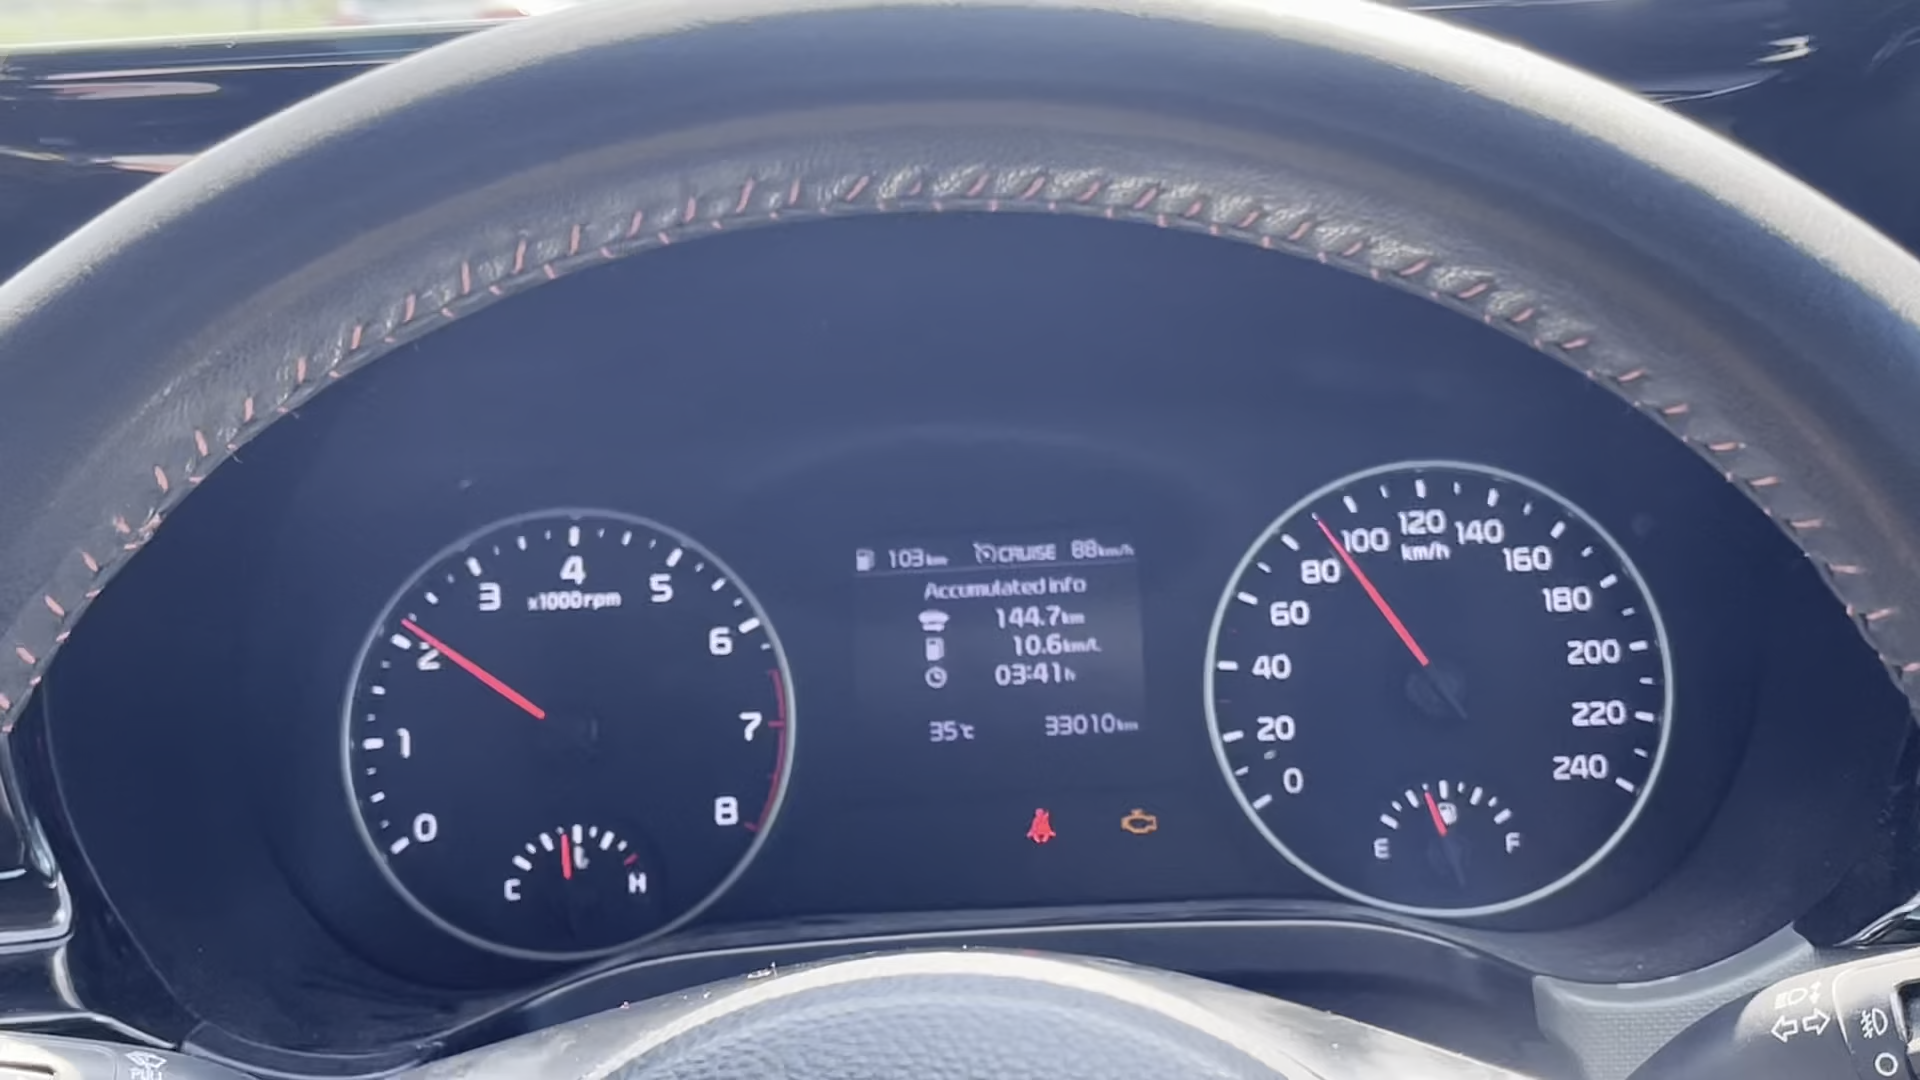 103km CRUISE 88km/h
Accumulated info
144.7km
10.6km/L
03:41h
35°C 33010km
0
1
2
3
4
5
6
7
8
x1000rpm
C H
0
20
40
60
80
100
120
140
160
180
200
220
240
km/h
E F
PULL